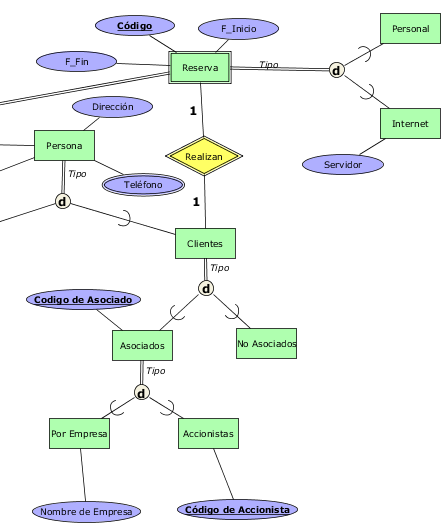 Código
F_Inicio
Personal
F_Fin
Reserva
Tipo
d
Dirección
1
Internet
Persona
Realizan
Servidor
Tipo
Teléfono
d
1
Clientes
Tipo
d
Codigo de Asociado
Asociados
No Asociados
Tipo
d
Por Empresa
Accionistas
Nombre de Empresa
Código de Accionista